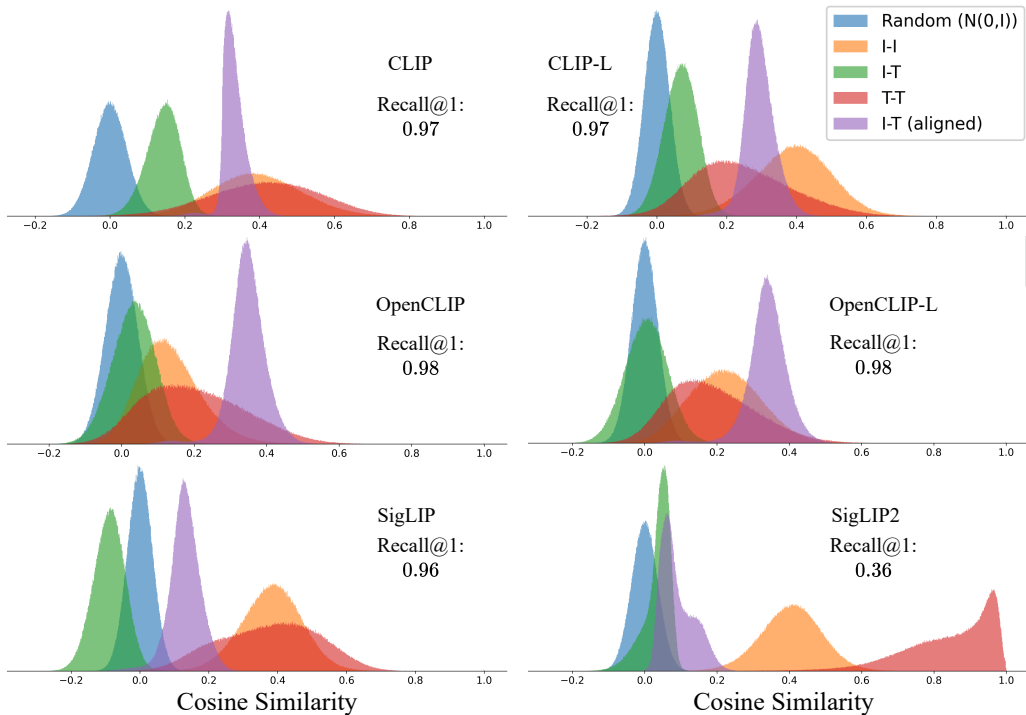 CLIP
Recall@1:
0.97
−0.2 0.0 0.2 0.4 0.6 0.8 1.0
CLIP-L
Recall@1:
0.97
Random (N(0,I))
I-I
I-T
T-T
I-T (aligned)
−0.2 0.0 0.2 0.4 0.6 0.8 1.0
OpenCLIP
Recall@1:
0.98
−0.2 0.0 0.2 0.4 0.6 0.8 1.0
OpenCLIP-L
Recall@1:
0.98
−0.2 0.0 0.2 0.4 0.6 0.8 1.0
SigLIP
Recall@1:
0.96
−0.2 0.0 0.2 0.4 0.6 0.8 1.0
Cosine Similarity
SigLIP2
Recall@1:
0.36
−0.2 0.0 0.2 0.4 0.6 0.8 1.0
Cosine Similarity